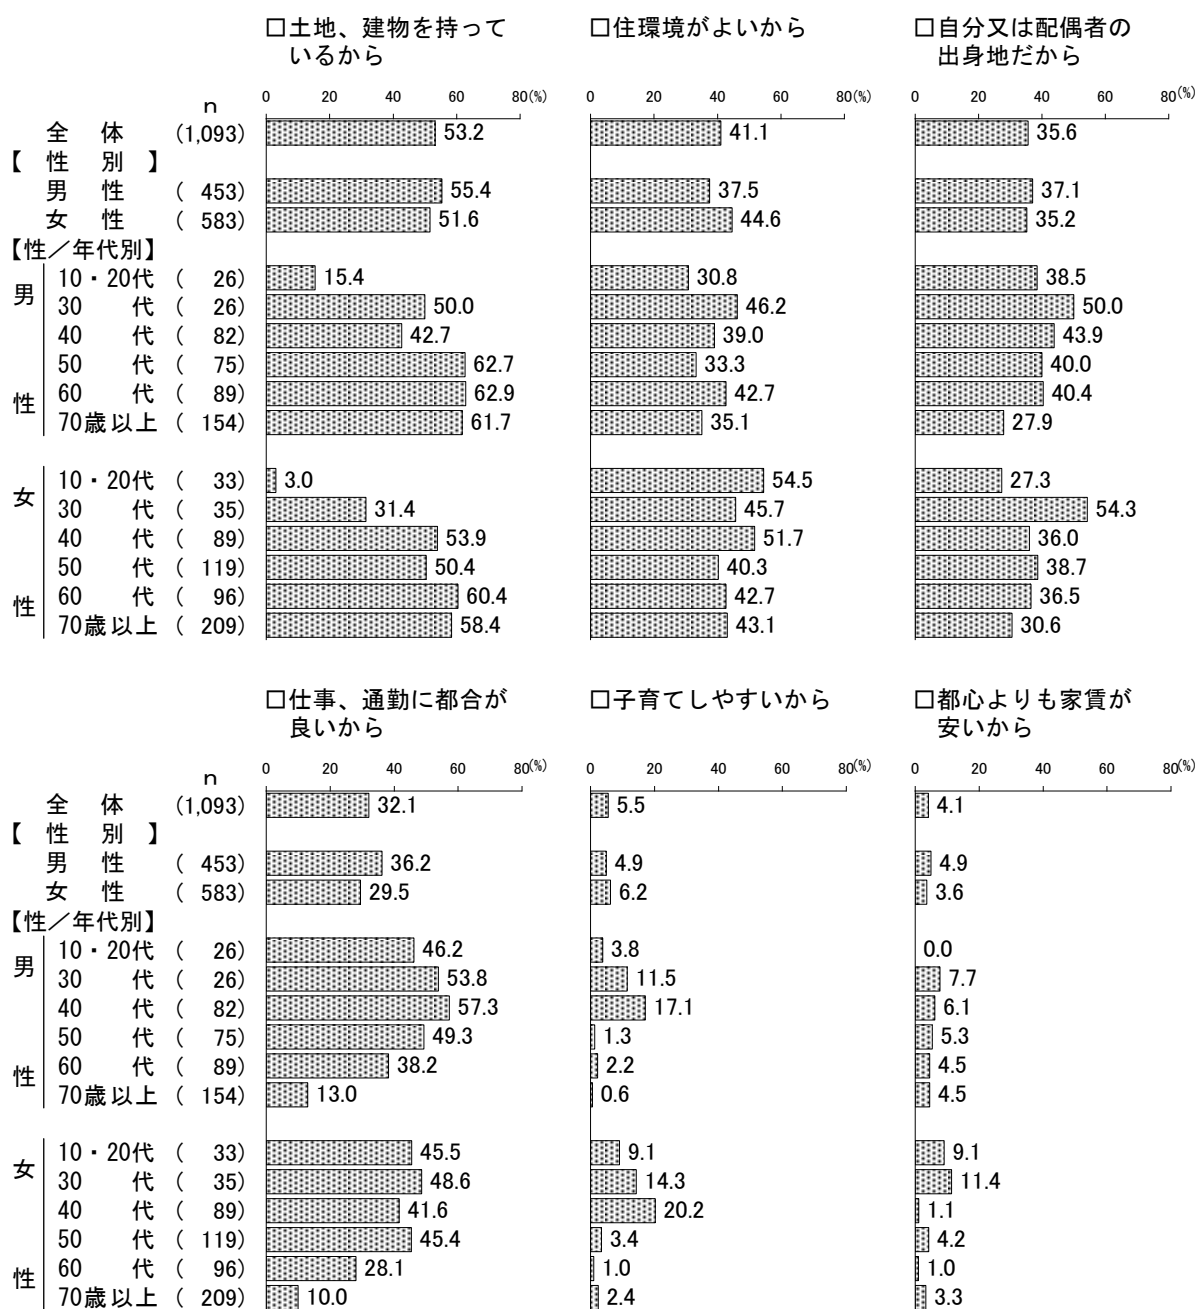 □土地、建物を持って
いるから
□住環境がよいから
□自分又は配偶者の
出身地だから
n 0 20 40 60 80(%) 0 20 40 60 80(%) 0 20 40 60 80(%)
全 体 (1,093) 53.2 41.1 35.6
【 性 別 】
男 性 ( 453) 55.4 37.5 37.1
女 性 ( 583) 51.6 44.6 35.2
【性/年代別】
男
性
10・20代 ( 26) 15.4 30.8 38.5
30 代 ( 26) 50.0 46.2 50.0
40 代 ( 82) 42.7 39.0 43.9
50 代 ( 75) 62.7 33.3 40.0
60 代 ( 89) 62.9 42.7 40.4
70歳以上 ( 154) 61.7 35.1 27.9
女
性
10・20代 ( 33) 3.0 54.5 27.3
30 代 ( 35) 31.4 45.7 54.3
40 代 ( 89) 53.9 51.7 36.0
50 代 ( 119) 50.4 40.3 38.7
60 代 ( 96) 60.4 42.7 36.5
70歳以上 ( 209) 58.4 43.1 30.6
□仕事、通勤に都合が
良いから
□子育てしやすいから
□都心よりも家賃が
安いから
n 0 20 40 60 80(%) 0 20 40 60 80(%) 0 20 40 60 80(%)
全 体 (1,093) 32.1 5.5 4.1
【 性 別 】
男 性 ( 453) 36.2 4.9 4.9
女 性 ( 583) 29.5 6.2 3.6
【性/年代別】
男
性
10・20代 ( 26) 46.2 3.8 0.0
30 代 ( 26) 53.8 11.5 7.7
40 代 ( 82) 57.3 17.1 6.1
50 代 ( 75) 49.3 1.3 5.3
60 代 ( 89) 38.2 2.2 4.5
70歳以上 ( 154) 13.0 0.6 4.5
女
性
10・20代 ( 33) 45.5 9.1 9.1
30 代 ( 35) 48.6 14.3 11.4
40 代 ( 89) 41.6 20.2 1.1
50 代 ( 119) 45.4 3.4 4.2
60 代 ( 96) 28.1 1.0 1.0
70歳以上 ( 209) 10.0 2.4 3.3